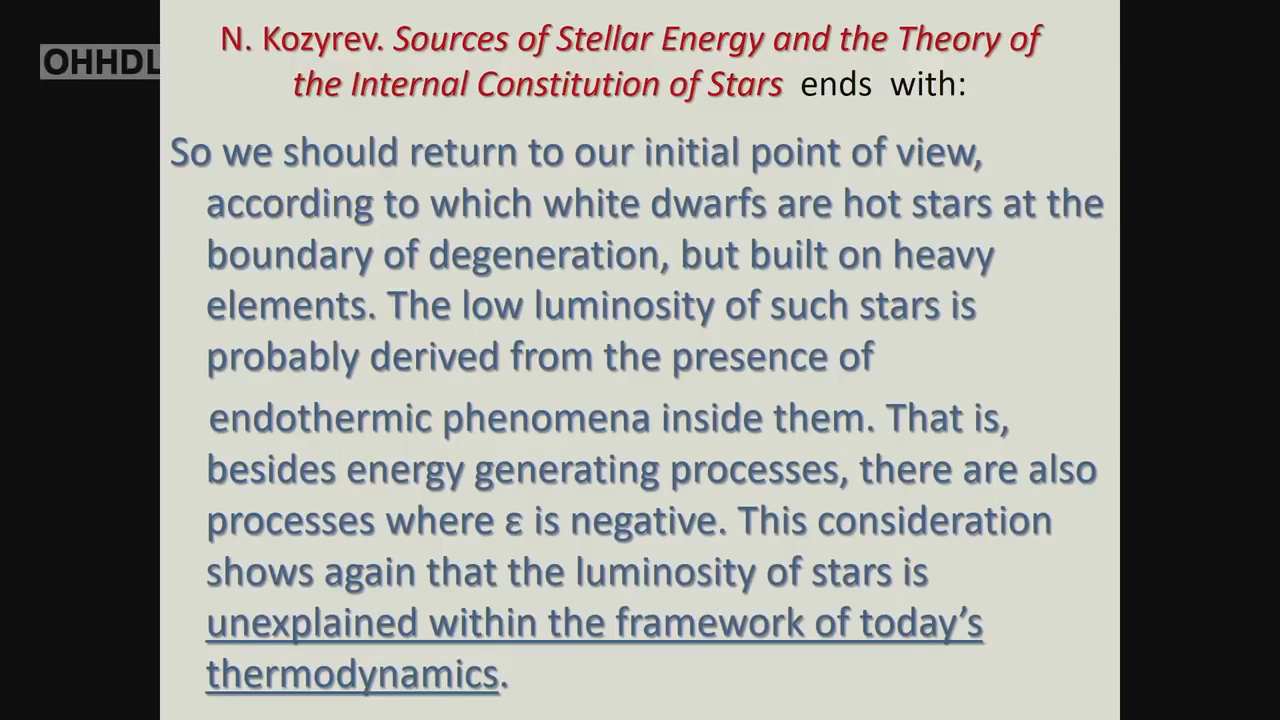 OHHDL
N. Kozyrev. Sources of Stellar Energy and the Theory of
the Internal Constitution of Stars ends with:
So we should return to our initial point of view,
according to which white dwarfs are hot stars at the
boundary of degeneration, but built on heavy
elements. The low luminosity of such stars is
probably derived from the presence of
endothermic phenomena inside them. That is,
besides energy generating processes, there are also
processes where ε is negative. This consideration
shows again that the luminosity of stars is
unexplained within the framework of today’s
thermodynamics.